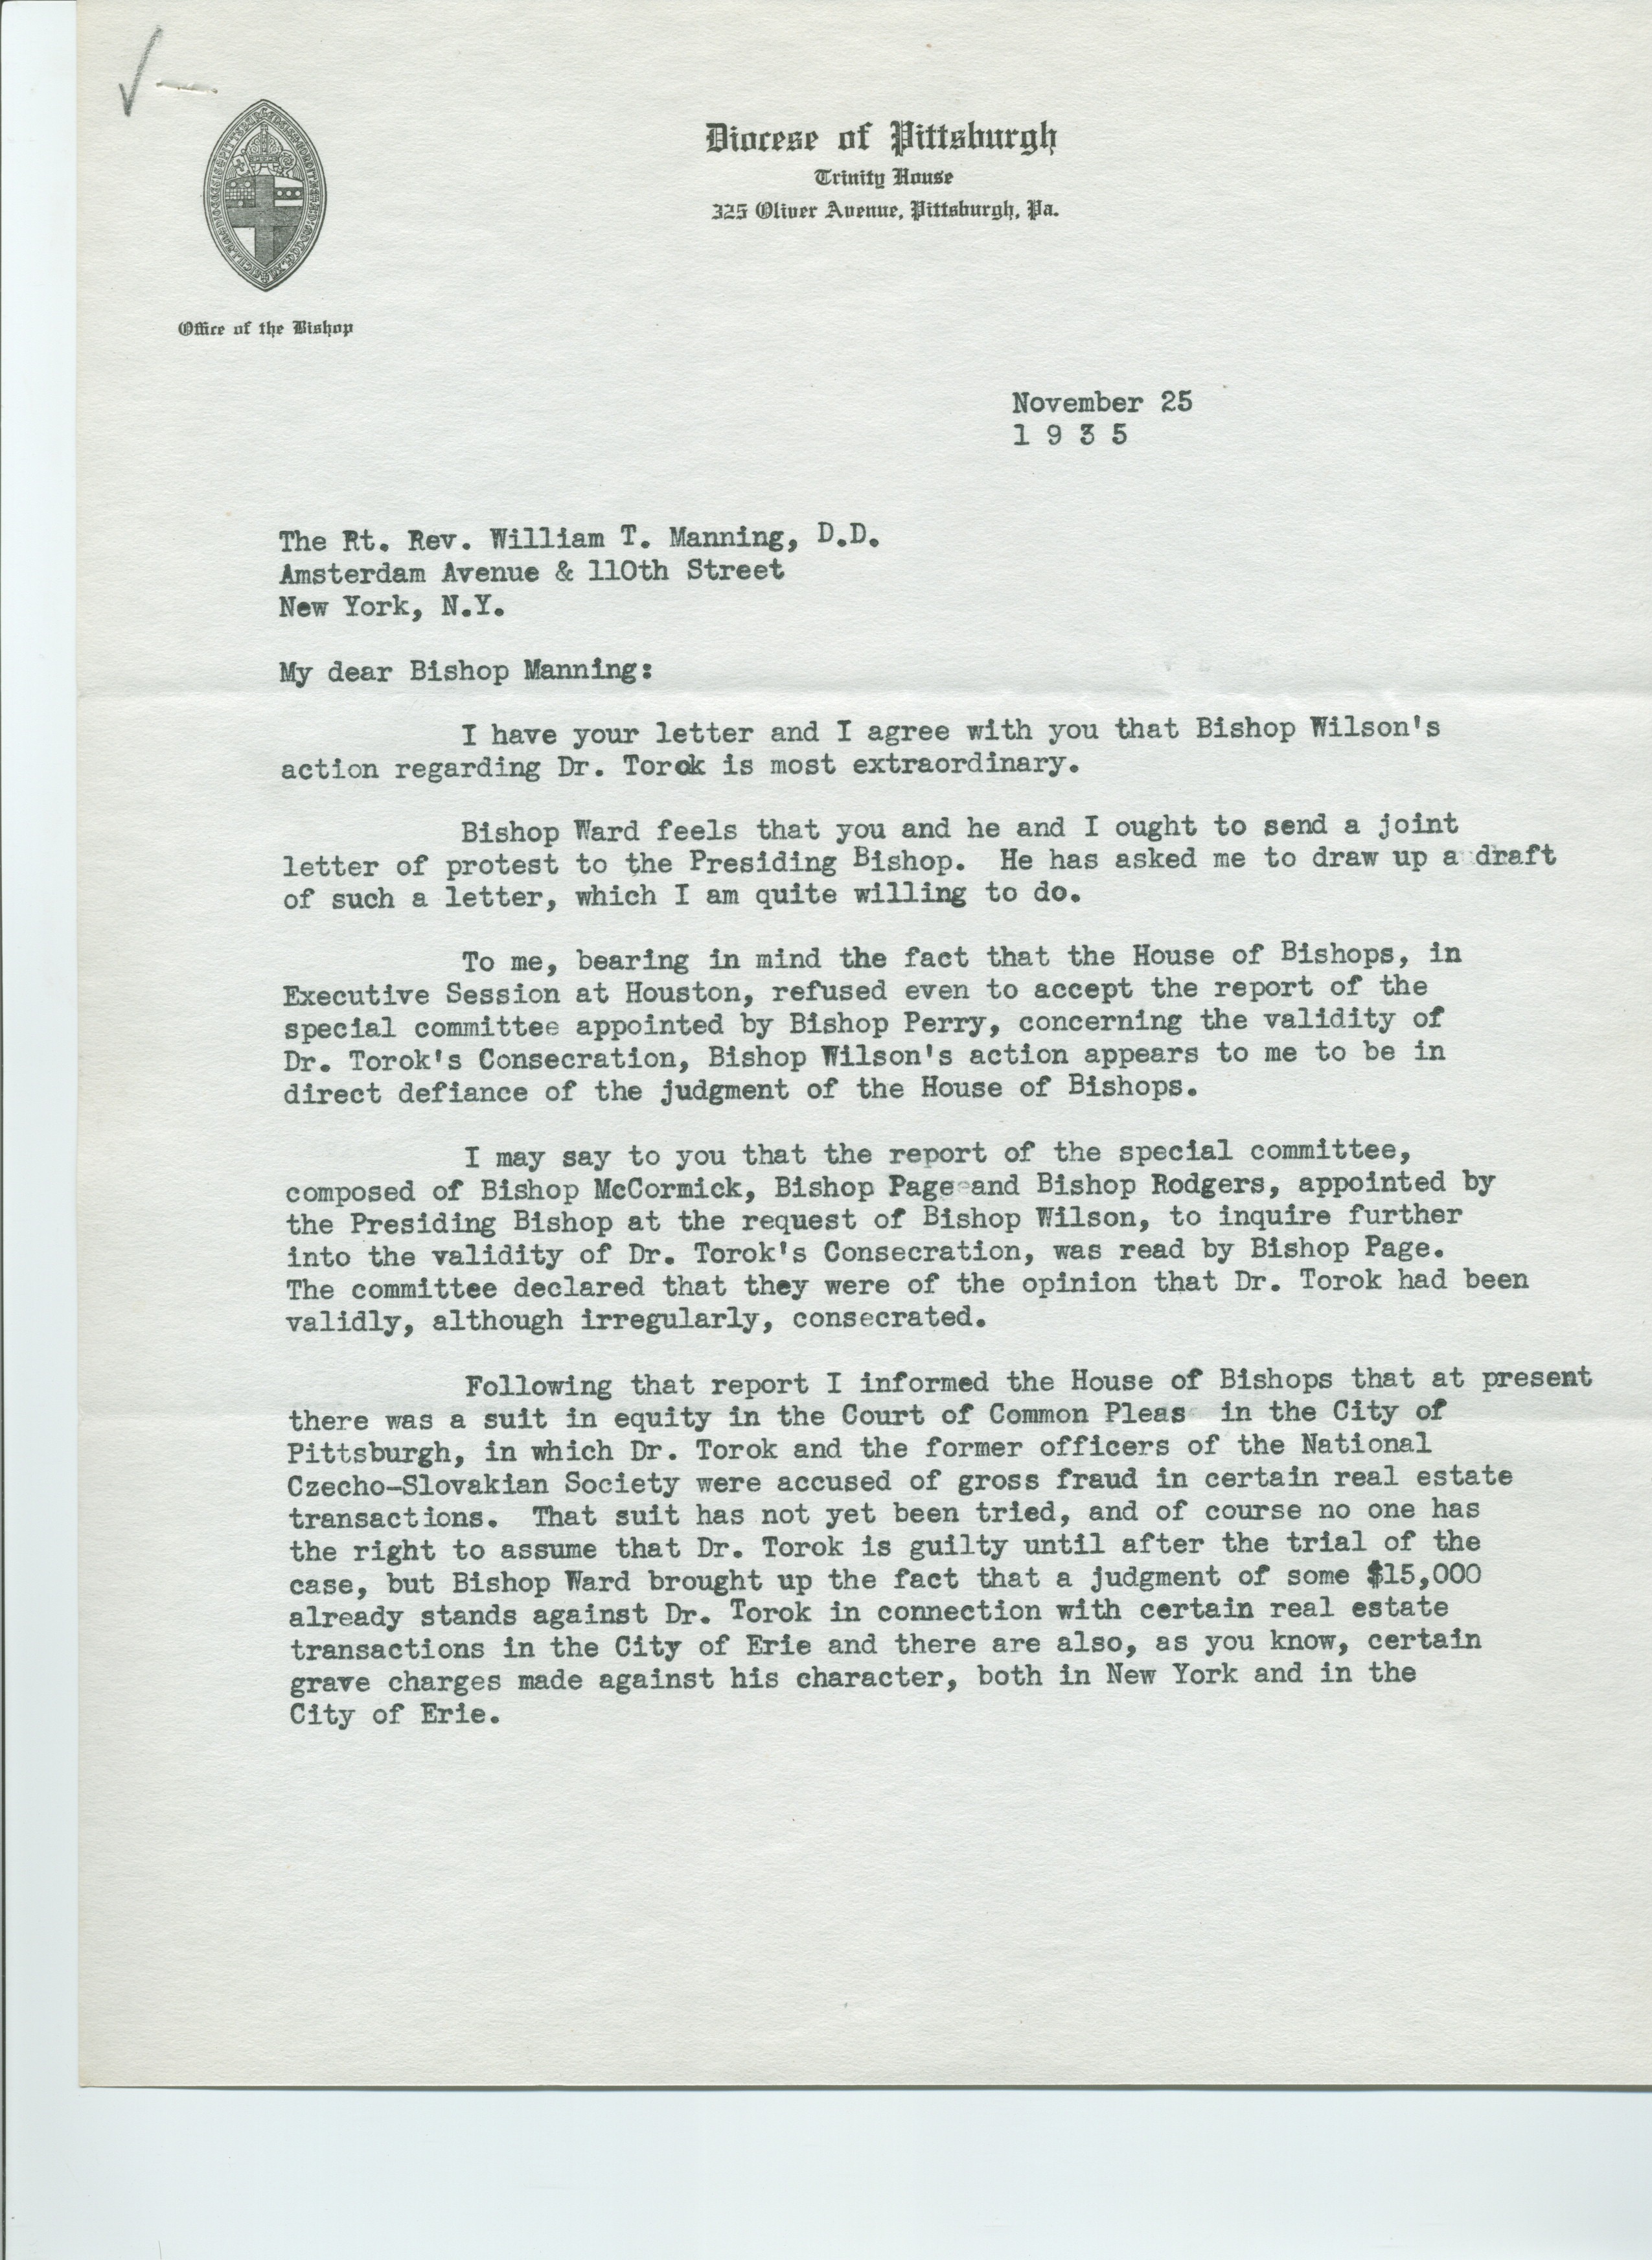 Diocese of Pittsburgh
Trinity House
325 Oliver Avenue, Pittsburgh, Pa.
Office of the Bishop
November 25
1 9 3 5
The Rt. Rev. William T. Manning, D.D.
Amsterdam Avenue & 110th Street
New York, N.Y.
My dear Bishop Manning:
I have your letter and I agree with you that Bishop Wilson's
action regarding Dr. Torok is most extraordinary.
Bishop Ward feels that you and he and I ought to send a joint
letter of protest to the Presiding Bishop. He has asked me to draw up a draft
of such a letter, which I am quite willing to do.
To me, bearing in mind the fact that the House of Bishops, in
Executive Session at Houston, refused even to accept the report of the
special committee appointed by Bishop Perry, concerning the validity of
Dr. Torok's Consecration, Bishop Wilson's action appears to me to be in
direct defiance of the judgment of the House of Bishops.
I may say to you that the report of the special committee,
composed of Bishop McCormick, Bishop Page and Bishop Rodgers, appointed by
the Presiding Bishop at the request of Bishop Wilson, to inquire further
into the validity of Dr. Torok's Consecration, was read by Bishop Page.
The committee declared that they were of the opinion that Dr. Torok had been
validly, although irregularly, consecrated.
Following that report I informed the House of Bishops that at present
there was a suit in equity in the Court of Common Pleas in the City of
Pittsburgh, in which Dr. Torok and the former officers of the National
Czecho-Slovakian Society were accused of gross fraud in certain real estate
transactions. That suit has not yet been tried, and of course no one has
the right to assume that Dr. Torok is guilty until after the trial of the
case, but Bishop Ward brought up the fact that a judgment of some $15,000
already stands against Dr. Torok in connection with certain real estate
transactions in the City of Erie and there are also, as you know, certain
grave charges made against his character, both in New York and in the
City of Erie.